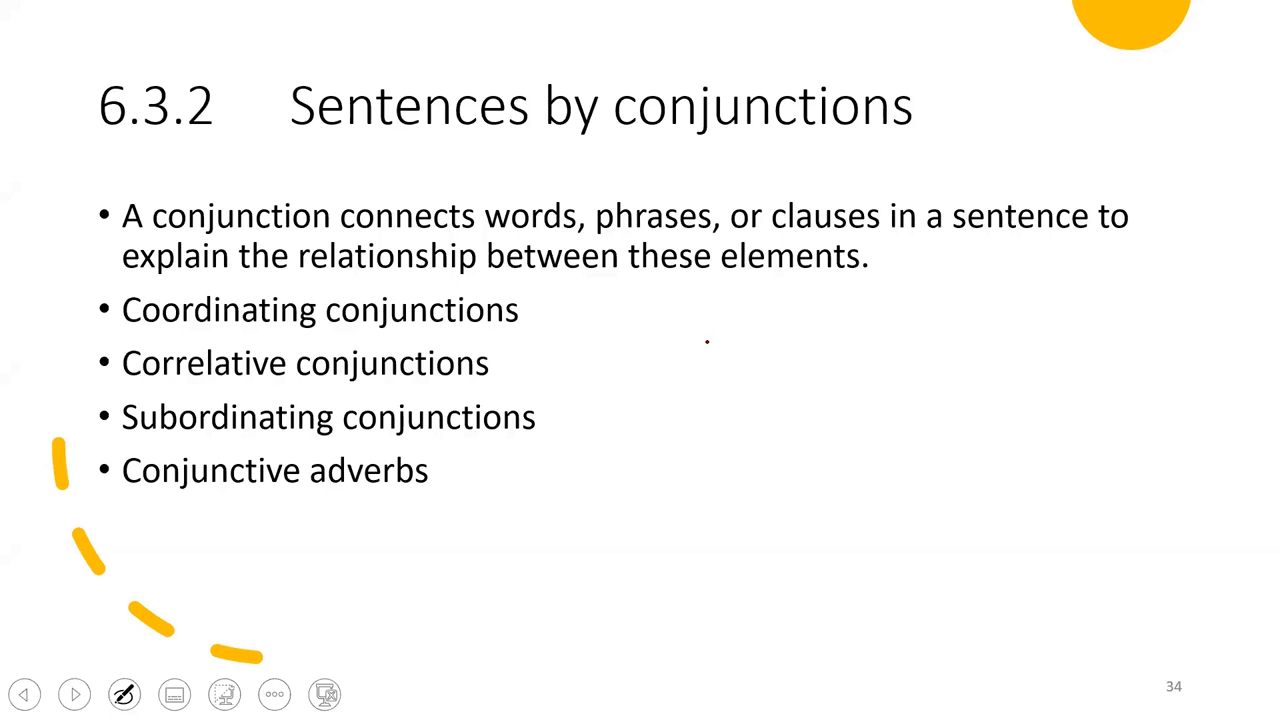 6.3.2 Sentences by conjunctions
• A conjunction connects words, phrases, or clauses in a sentence to
explain the relationship between these elements.
• Coordinating conjunctions
• Correlative conjunctions
• Subordinating conjunctions
• Conjunctive adverbs
34